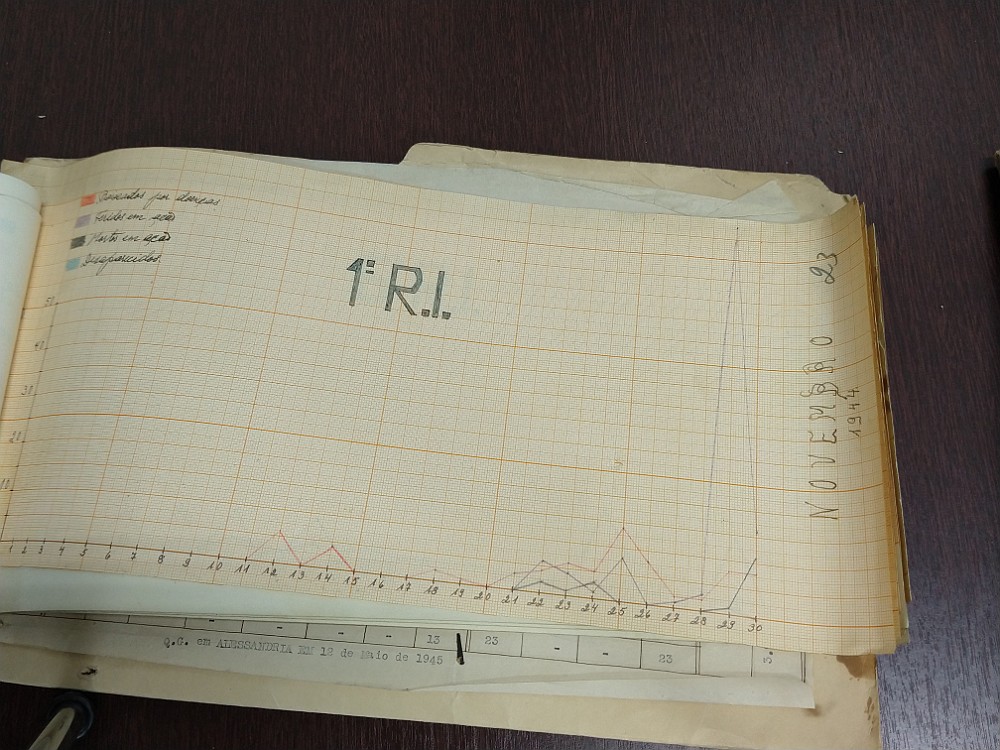 Baixados por doenças
Feridos em ação
Mortos em ação
Desaparecidos
1º R.I.
NOVEMBRO 23
1944
50
40
30
20
10
1 2 3 4 5 6 7 8 9 10 11 12 13 14 15 16 17 18 19 20 21 22 23 24 25 26 27 28 29 30
- - - - - 13 23 - - 23
Q.G. em ALESSANDRIA EM 12 de Maio de 1945